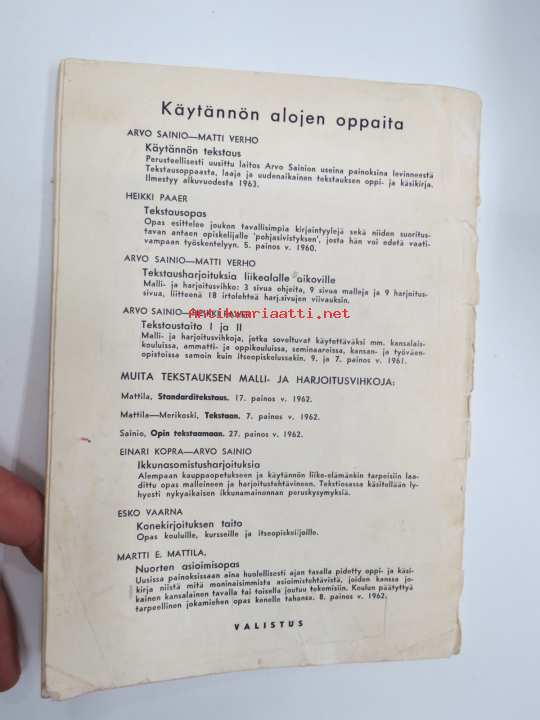 Käytännön alojen oppaita
ARVO SAINIO—MATTI VERHO
Käytännön tekstaus
Perusteellisesti uusittu laitos Arvo Sainion useina painoksina levinneestä
Tekstausoppaasta, laaja ja uudenaikainen tekstauksen oppi- ja käsikirja.
Ilmestyy alkuvuodesta 1963.
HEIKKI PAAER
Tekstausopas
Opas esittelee joukon tavallisimpia kirjaintyylejä sekä niiden suoritus-
tavan antaen opiskelijalle 'pohjasivistyksen', josta hän voi edetä vaati-
vampaan työskentelyyn. 5. painos v. 1960.
ARVO SAINIO—MATTI VERHO
Tekstausharjoituksia liikealalle aikoville
Malli- ja harjoitusvihko: 3 sivua ohjeita, 9 sivua malleja ja 9 harjoitus-
sivua, liitteenä 18 irtolehteä harj.sivujen viivauksin.
antikvariaatti.net
ARVO SAINIO—HEIKKI PAAER
Tekstaustaito I ja II
Malli- ja harjoitusvihkoja, jotka soveltuvat käytettäväksi mm. kansalais-
kouluissa, ammatti- ja oppikouluissa, seminaareissa, kansan- ja työväen-
opistoissa samoin kuin itseopiskelussakin. 9. ja 7. painos v. 1961.
MUITA TEKSTAUKSEN MALLI- JA HARJOITUSVIHKOJA:
Mattila, Standarditekstaus. 17. painos v. 1962.
Mattila—Merikoski, Tekstaan. 7. painos v. 1962.
Sainio, Opin tekstaamaan. 27. painos v. 1962.
EINARI KOPRA—ARVO SAINIO
Ikkunasomistusharjoituksia
Alempaan kauppaopetukseen ja käytännön liike-elämänkin tarpeisiin laa-
dittu opas malleineen ja harjoitustehtävineen. Tekstiosassa käsitellään ly-
hyesti nykyaikaisen ikkunamainonnan peruskysymyksiä.
ESKO VAARNA
Konekirjoituksen taito
Opas kouluille, kursseille ja itseopiskelijoille.
MARTTI E. MATTILA.
Nuorten asioimisopas
Uusissa painoksissaan aina huolellisesti ajan tasalla pidetty oppi- ja käsi-
kirja niistä mitä moninaisimmista asioimistehtävistä, joiden kanssa jo-
kainen kansalainen tavalla tai toisella joutuu tekemisiin. Koulun päätyttyä
tarpeellinen jokamiehen opas kenelle tahansa. 8. painos v. 1962.
VALISTUS